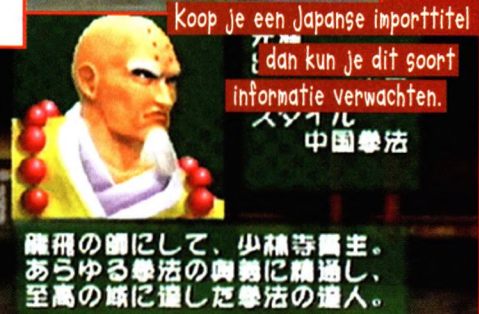 Koop je een Japanse importtitel
dan kun je dit soort
informatie verwachten.
スタイル
中国拳法
龍飛の師にして、少林寺貫主。
あらゆる拳法の奥義に精通し、
至高の域に達した拳法の達人。